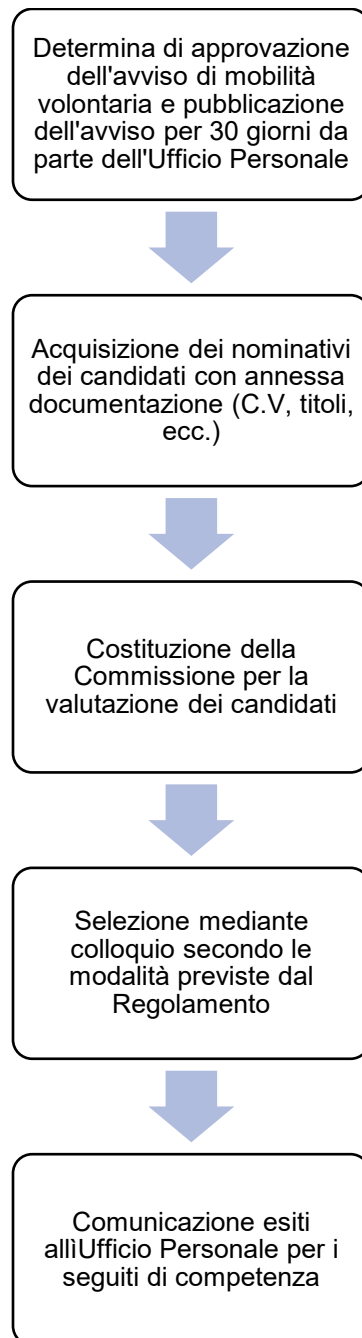 Determina di approvazione
dell'avviso di mobilità
volontaria e pubblicazione
dell'avviso per 30 giorni da
parte dell'Ufficio Personale
Acquisizione dei nominativi
dei candidati con annessa
documentazione (C.V, titoli,
ecc.)
Costituzione della
Commissione per la
valutazione dei candidati
Selezione mediante
colloquio secondo le
modalità previste dal
Regolamento
Comunicazione esiti
allìUfficio Personale per i
seguiti di competenza